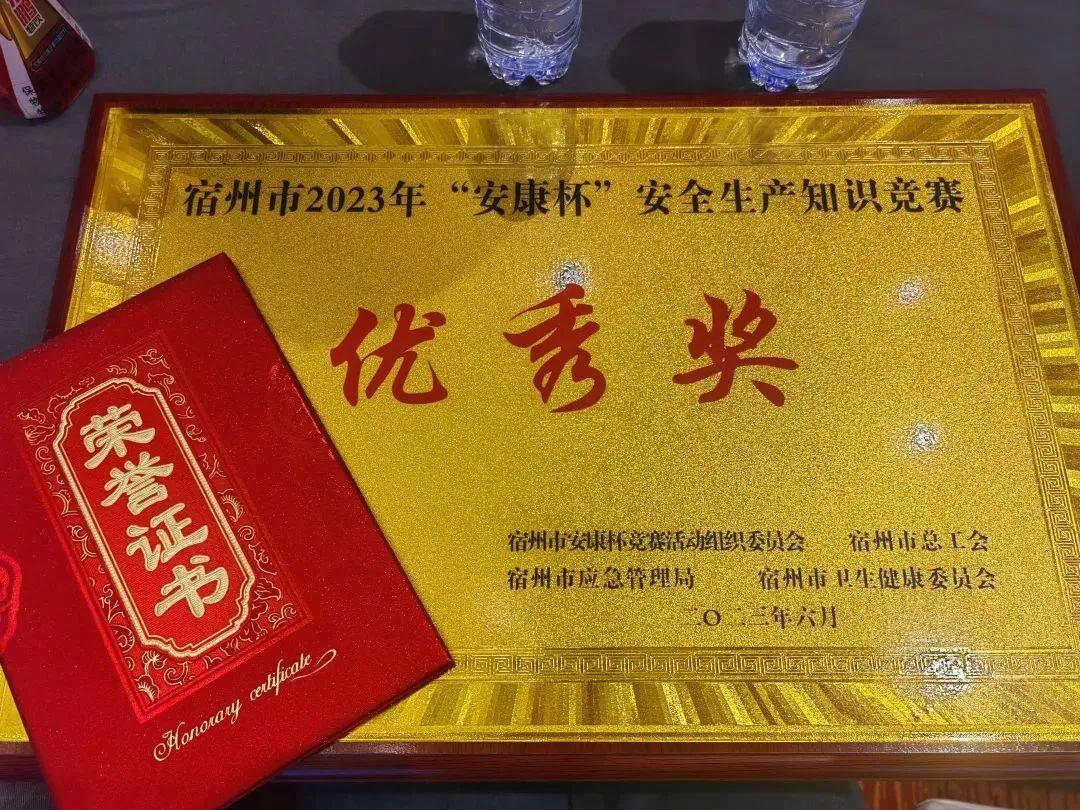 宿州市2023年“安康杯”安全生产知识竞赛
优秀奖
宿州市安康杯竞赛活动组织委员会 宿州市总工会
宿州市应急管理局 宿州市卫生健康委员会
二〇二三年六月
荣誉证书
Honorary certificate